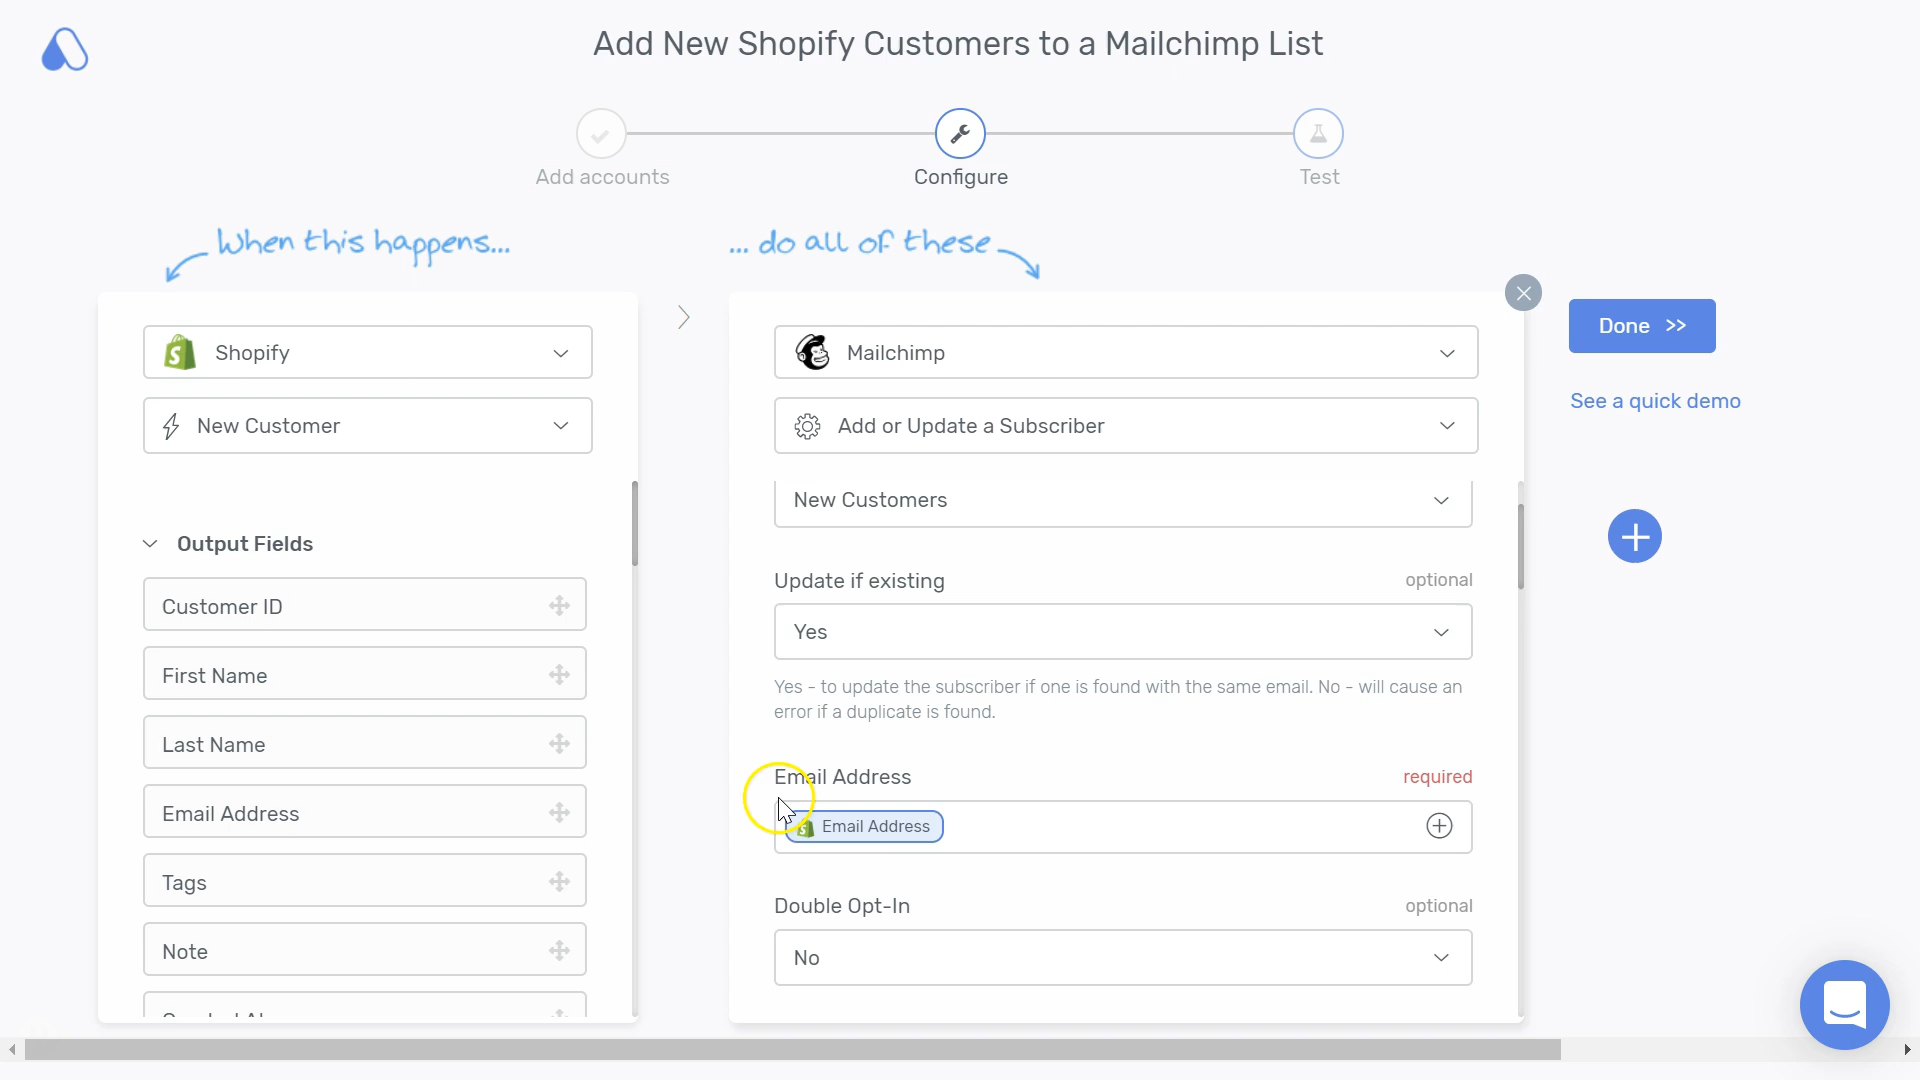 Add New Shopify Customers to a Mailchimp List
Add accounts
Configure
Test
When this happens...
... do all of these
Shopify
New Customer
Output Fields
Customer ID
First Name
Last Name
Email Address
Tags
Note
Mailchimp
Add or Update a Subscriber
New Customers
Update if existing optional
Yes
Yes - to update the subscriber if one is found with the same email. No - will cause an
error if a duplicate is found.
Email Address required
Email Address
Double Opt-In optional
No
Done >>
See a quick demo